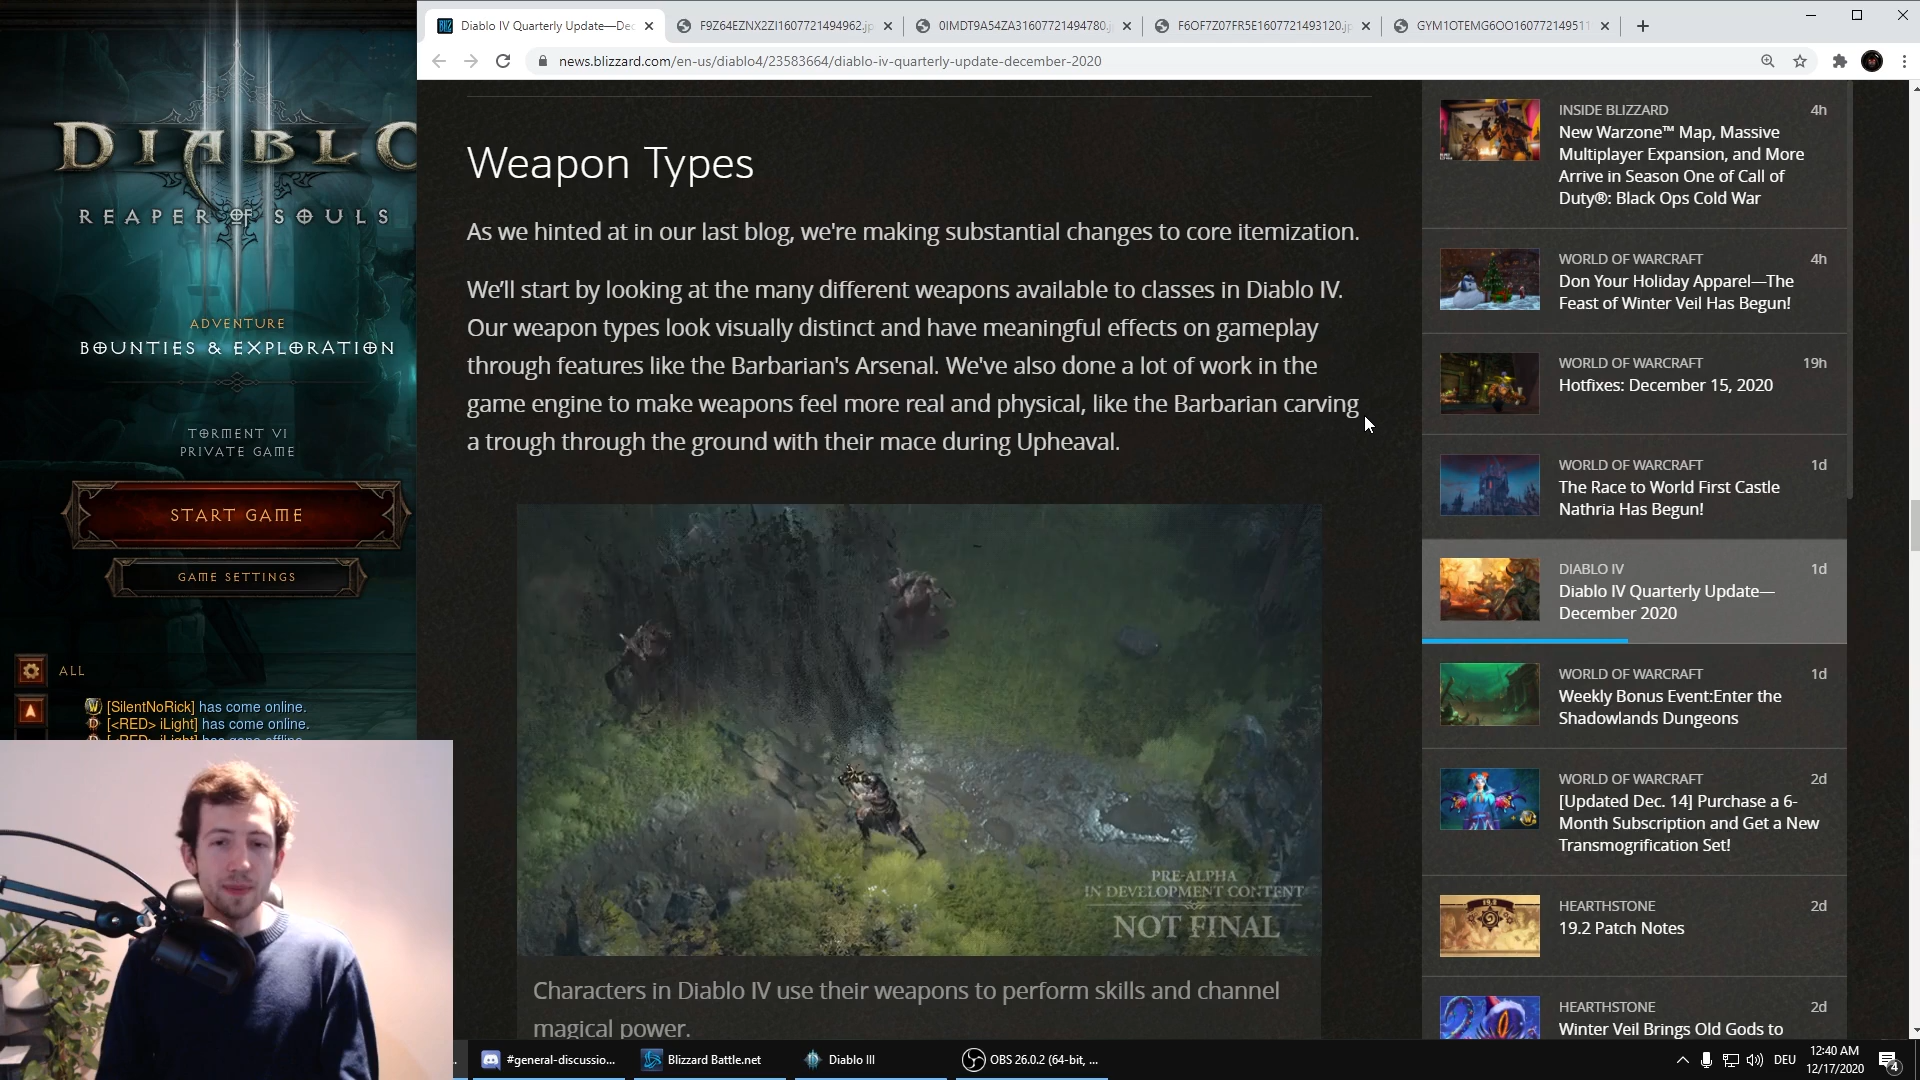 DIABLO
REAPER OF SOULS
ADVENTURE
BOUNTIES & EXPLORATION
TORMENT VI
PRIVATE GAME
START GAME
GAME SETTINGS
ALL
[SilentNoRick] has come online.
[<RED> iLight] has come online.
[<RED> iLight] has gone offline.
Diablo IV Quarterly Update—Dec
F9Z64EZNX2ZI1607721494962.jp
0IMDT9A54ZA31607721494780.j
F6OF7Z07FR5E1607721493120.jp
GYM1OTEMG6OO160772149511
news.blizzard.com/en-us/diablo4/23583664/diablo-iv-quarterly-update-december-2020
Weapon Types
As we hinted at in our last blog, we're making substantial changes to core itemization.
We’ll start by looking at the many different weapons available to classes in Diablo IV.
Our weapon types look visually distinct and have meaningful effects on gameplay
through features like the Barbarian's Arsenal. We've also done a lot of work in the
game engine to make weapons feel more real and physical, like the Barbarian carving
a trough through the ground with their mace during Upheaval.
PRE-ALPHA
IN DEVELOPMENT CONTENT
NOT FINAL
Characters in Diablo IV use their weapons to perform skills and channel
magical power.
INSIDE BLIZZARD 4h
New Warzone™ Map, Massive
Multiplayer Expansion, and More
Arrive in Season One of Call of
Duty®: Black Ops Cold War
WORLD OF WARCRAFT 4h
Don Your Holiday Apparel—The
Feast of Winter Veil Has Begun!
WORLD OF WARCRAFT 19h
Hotfixes: December 15, 2020
WORLD OF WARCRAFT 1d
The Race to World First Castle
Nathria Has Begun!
DIABLO IV 1d
Diablo IV Quarterly Update—
December 2020
WORLD OF WARCRAFT 1d
Weekly Bonus Event:Enter the
Shadowlands Dungeons
WORLD OF WARCRAFT 2d
[Updated Dec. 14] Purchase a 6-
Month Subscription and Get a New
Transmogrification Set!
HEARTHSTONE 2d
19.2
19.2 Patch Notes
HEARTHSTONE 2d
Winter Veil Brings Old Gods to
#general-discussio...
Blizzard Battle.net
Diablo III
OBS 26.0.2 (64-bit, ...
DEU
12:40 AM
12/17/2020
4